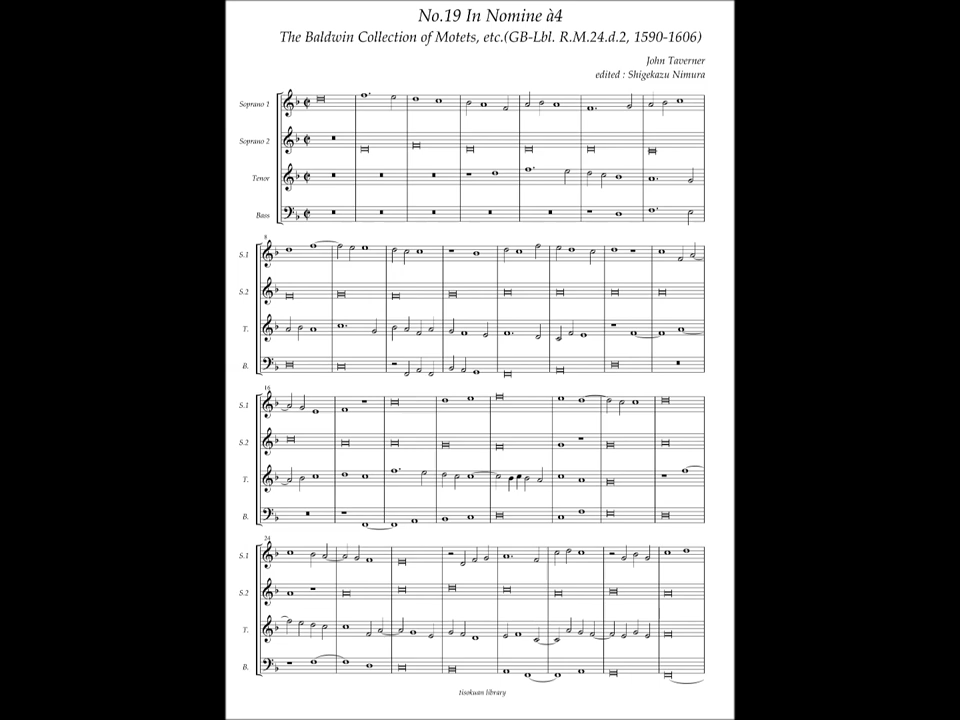 No.19 In Nomine à4
The Baldwin Collection of Motets, etc.(GB-Lbl. R.M.24.d.2, 1590-1606)
John Taverner
edited : Shigekazu Nimura
Soprano 1
Soprano 2
Tenor
Bass
8
S.1
S.2
T.
B.
16
S.1
S.2
T.
B.
24
S.1
S.2
T.
B.
tisokuan library